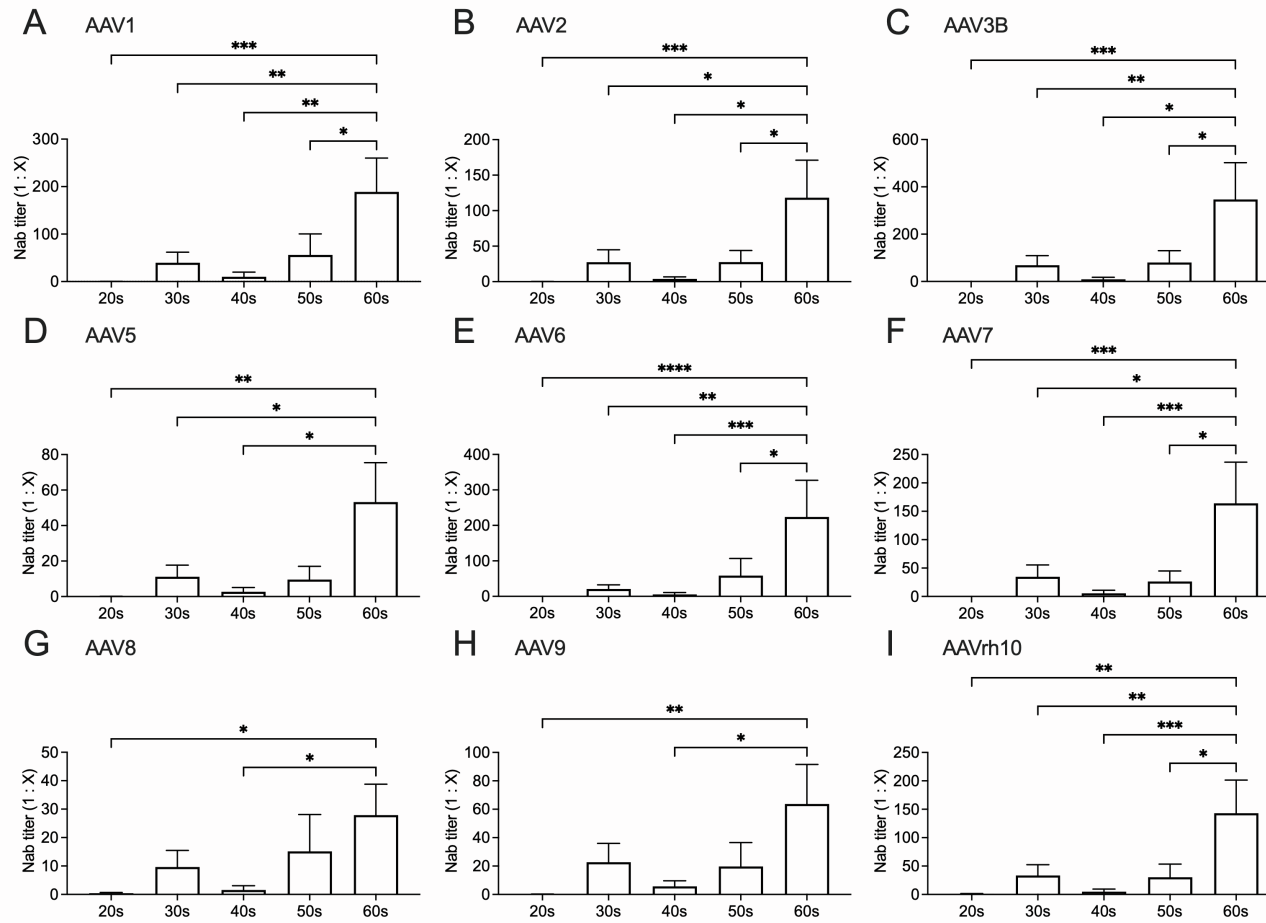 A AAV1
***
**
**
*
Nab titer (1 : X)
300
200
100
0
20s 30s 40s 50s 60s
B AAV2
***
*
*
*
Nab titer (1 : X)
200
150
100
50
0
20s 30s 40s 50s 60s
C AAV3B
***
**
*
*
Nab titer (1 : X)
600
400
200
0
20s 30s 40s 50s 60s
D AAV5
**
*
*
Nab titer (1 : X)
80
60
40
20
0
20s 30s 40s 50s 60s
E AAV6
****
**
***
*
Nab titer (1 : X)
400
300
200
100
0
20s 30s 40s 50s 60s
F AAV7
***
*
***
*
Nab titer (1 : X)
250
200
150
100
50
0
20s 30s 40s 50s 60s
G AAV8
*
*
Nab titer (1 : X)
50
40
30
20
10
0
20s 30s 40s 50s 60s
H AAV9
**
*
Nab titer (1 : X)
100
80
60
40
20
0
20s 30s 40s 50s 60s
I AAVrh10
**
**
***
*
Nab titer (1 : X)
250
200
150
100
50
0
20s 30s 40s 50s 60s